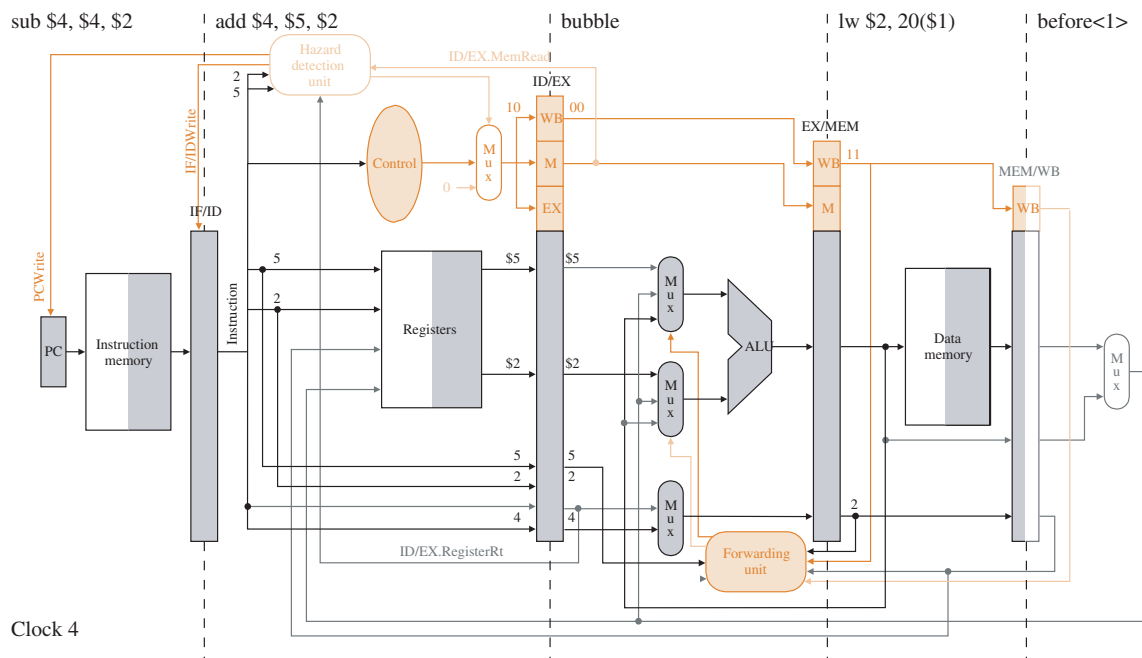 sub $4, $4, $2
add $4, $5, $2
bubble
lw $2, 20($1)
before<1>
Hazard
detection
unit
ID/EX.MemRead
2
5
ID/EX
10
WB
00
EX/MEM
PCWrite
IF/IDWrite
Control
M
u
x
M
WB
11
MEM/WB
0
EX
M
WB
IF/ID
5
$5
$5
M
u
x
2
Instruction
PC
Instruction
memory
Registers
ALU
Data
memory
M
u
x
$2
$2
M
u
x
5
5
2
2
4
4
M
u
x
2
ID/EX.RegisterRt
Forwarding
unit
Clock 4